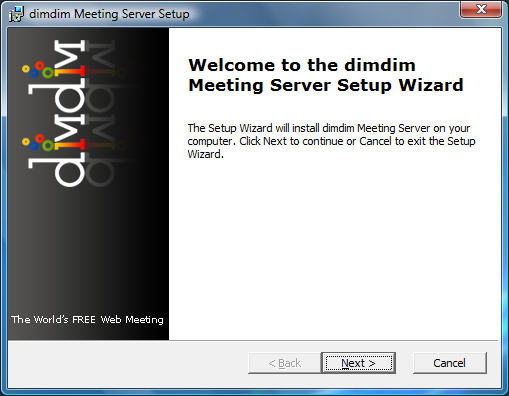 dimdim Meeting Server Setup
dimdim
Welcome to the dimdim
Meeting Server Setup Wizard
The Setup Wizard will install dimdim Meeting Server on your
computer. Click Next to continue or Cancel to exit the Setup
Wizard.
The World's FREE Web Meeting
< Back
Next >
Cancel